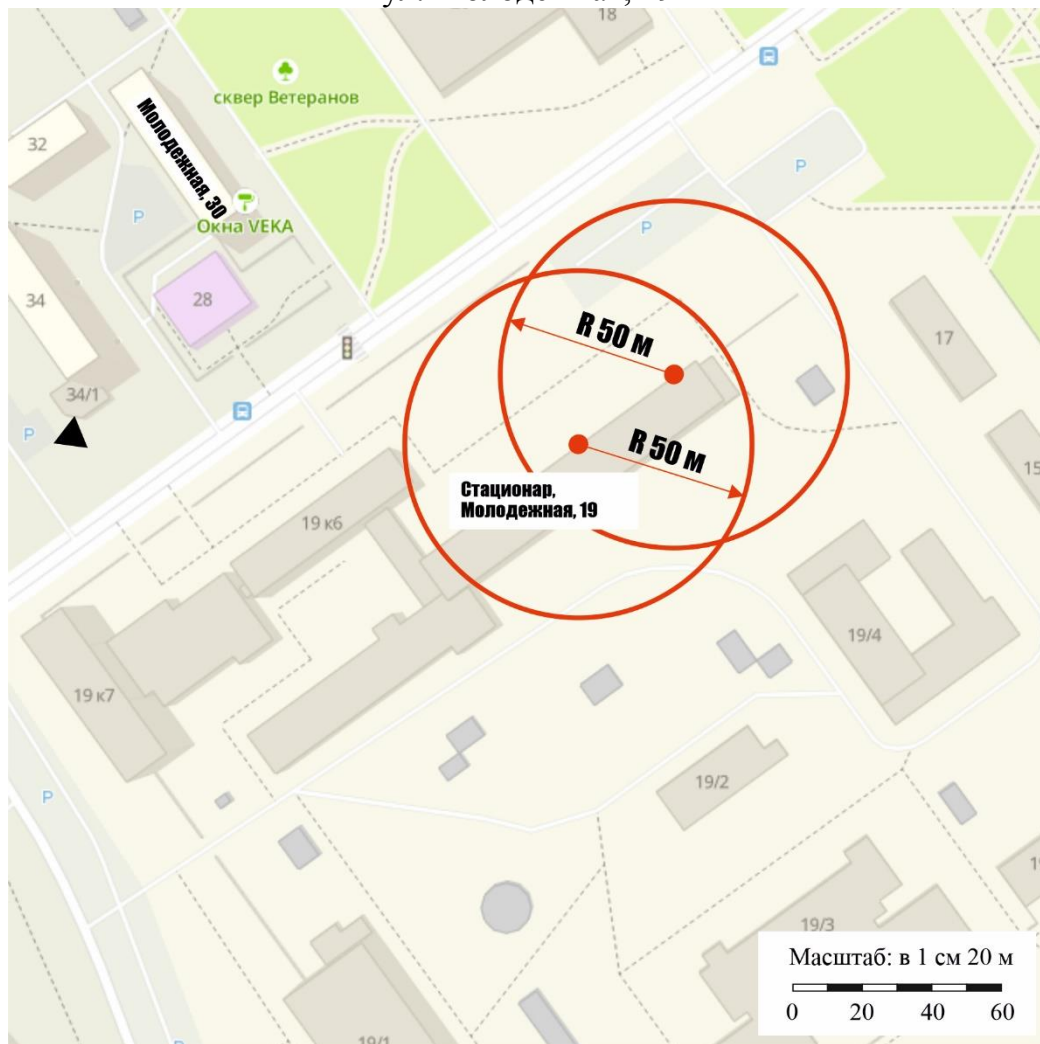 18
сквер Ветеранов
32
Молодежная, 30
P
P
P
Окна VEKA
28
34
17
R 50 м
34/1
P
R 50 м
15
Стационар,
Молодежная, 19
19 к6
19/4
19 к7
19/2
P
19/3
Масштаб: в 1 см 20 м
0 20 40 60
P